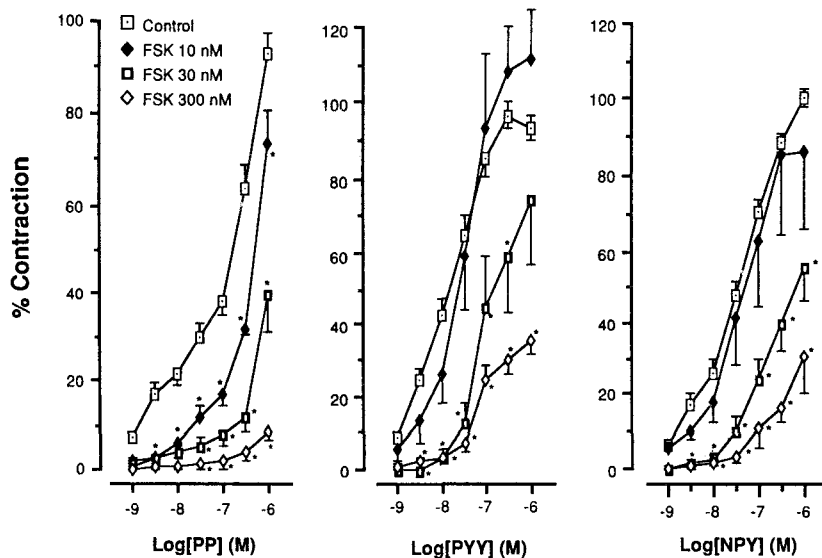 Control
FSK 10 nM
FSK 30 nM
FSK 300 nM
% Contraction
100
80
60
40
20
0
-9 -8 -7 -6
Log[PP] (M)
120
100
80
60
40
20
0
-9 -8 -7 -6
Log[PYY] (M)
120
100
80
60
40
20
0
-9 -8 -7 -6
Log[NPY] (M)